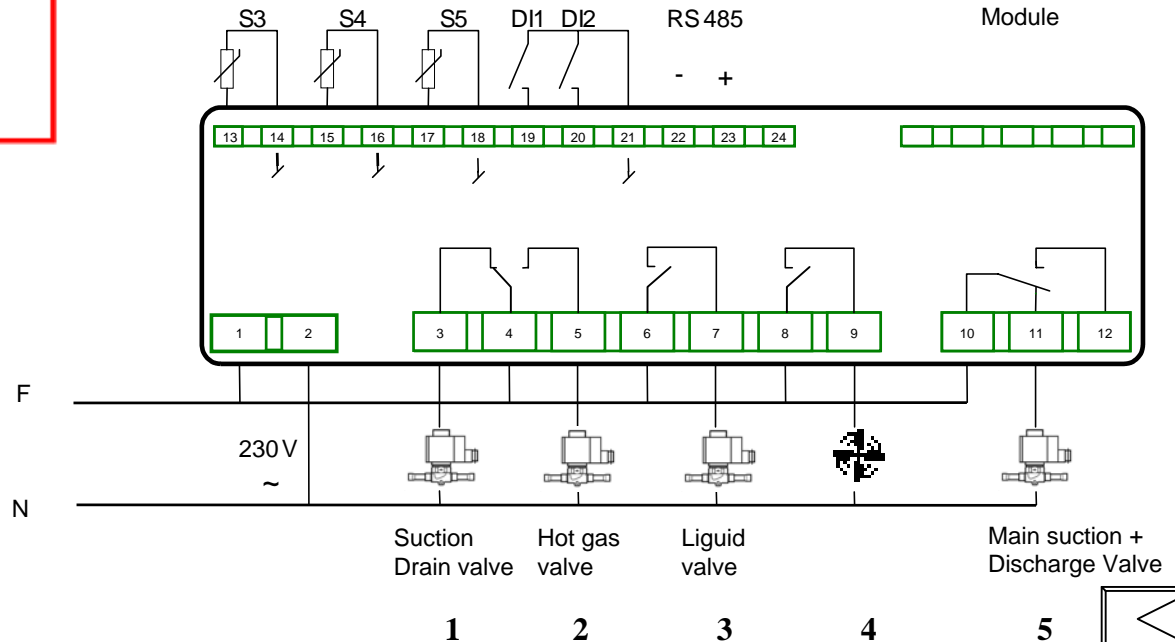 S3 S4 S5 DI1 DI2 RS 485 Module
- +
13 14 15 16 17 18 19 20 21 22 23 24
1 2 3 4 5 6 7 8 9 10 11 12
F
230 V
~
N
Suction Hot gas Liguid Main suction +
Drain valve valve valve Discharge Valve
1 2 3 4 5